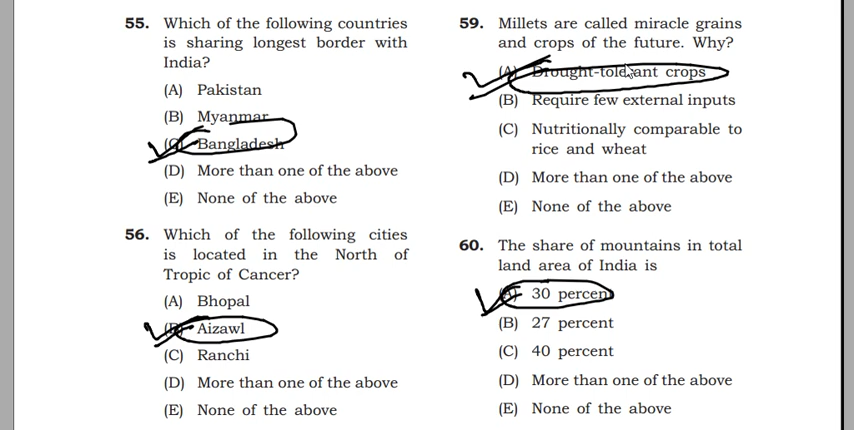 55. Which of the following countries
is sharing longest border with
India?
(A) Pakistan
(B) Myanmar
(C) Bangladesh
(D) More than one of the above
(E) None of the above
56. Which of the following cities
is located in the North of
Tropic of Cancer?
(A) Bhopal
(B) Aizawl
(C) Ranchi
(D) More than one of the above
(E) None of the above
59. Millets are called miracle grains
and crops of the future. Why?
(A) Drought-tolerant crops
(B) Require few external inputs
(C) Nutritionally comparable to
rice and wheat
(D) More than one of the above
(E) None of the above
60. The share of mountains in total
land area of India is
(A) 30 percent
(B) 27 percent
(C) 40 percent
(D) More than one of the above
(E) None of the above